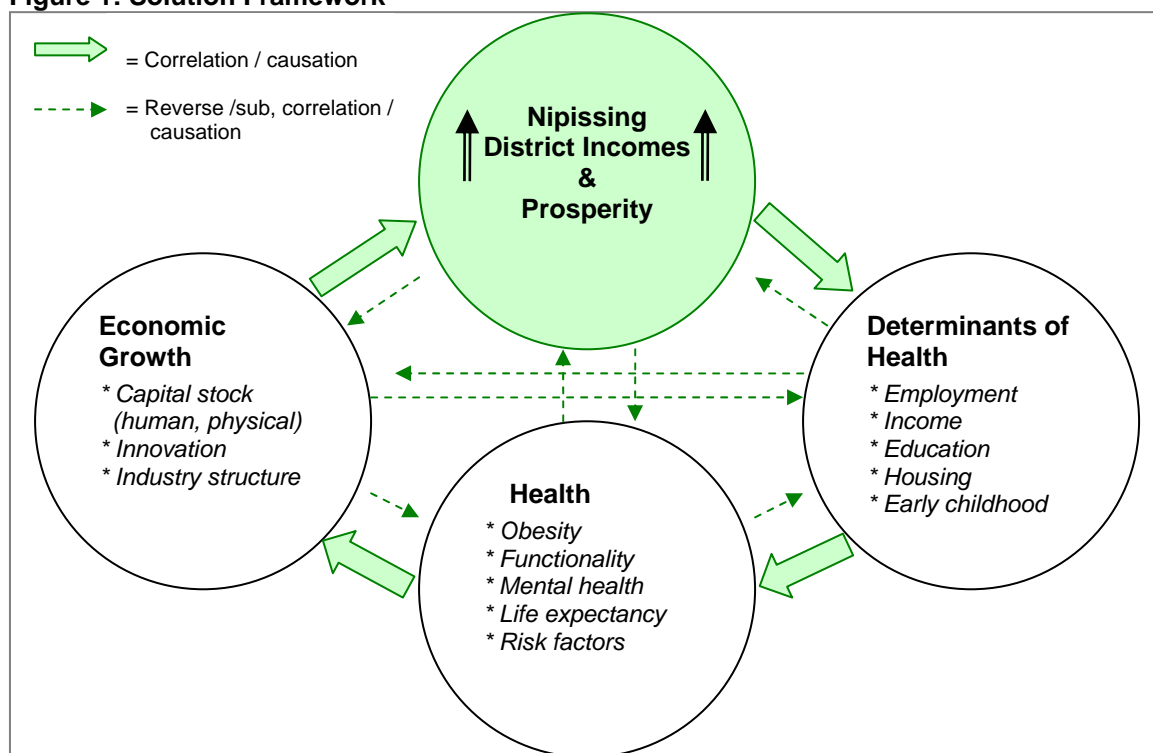 Figure 1: Solution Framework
= Correlation / causation
= Reverse /sub, correlation /
causation
Nipissing
District Incomes
&
Prosperity
Economic
Growth
* Capital stock
(human, physical)
* Innovation
* Industry structure
Determinants of
Health
* Employment
* Income
* Education
* Housing
* Early childhood
Health
* Obesity
* Functionality
* Mental health
* Life expectancy
* Risk factors